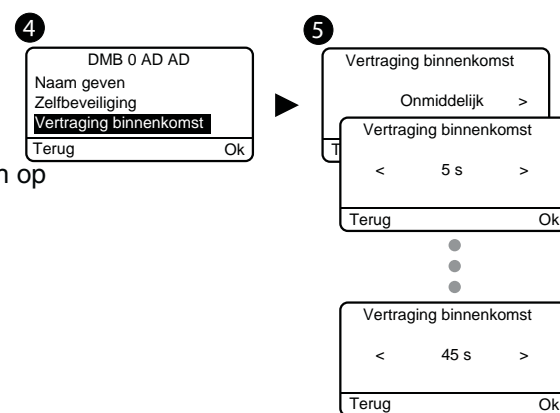 4
DMB 0 AD AD
Naam geven
Zelfbeveiliging
Vertraging binnenkomst
Terug Ok
n op
5
Vertraging binnenkomst
Onmiddelijk >
T
Vertraging binnenkomst
< 5 s >
Terug Ok
Vertraging binnenkomst
< 45 s >
Terug Ok